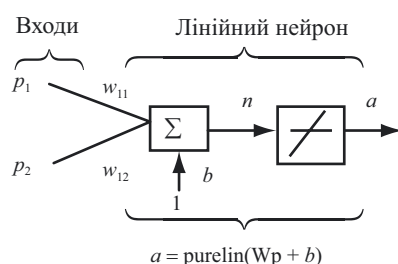 Входи Лінійний нейрон
p1 w11 n a
Σ
p2 w12 b
1
a = purelin(Wp + b)